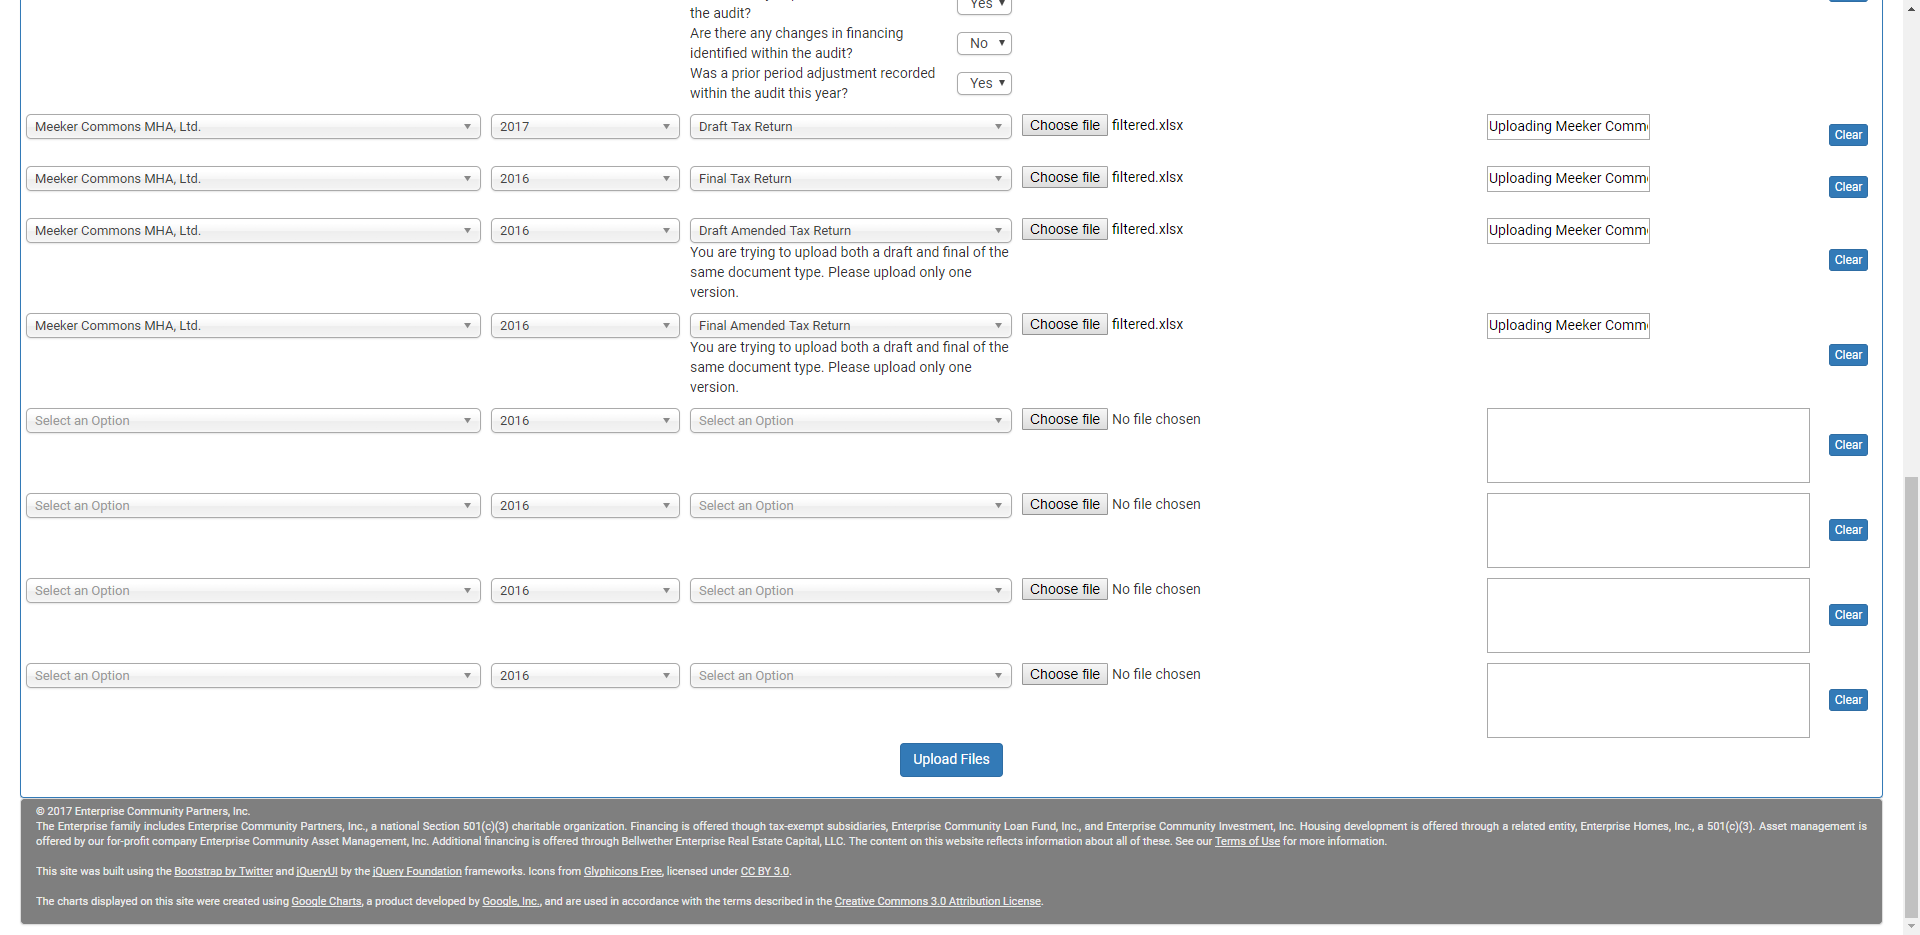 the audit?
Yes
Clear
Are there any changes in financing
identified within the audit?
No
Was a prior period adjustment recorded
within the audit this year?
Yes
Meeker Commons MHA, Ltd. 2017 Draft Tax Return Choose file filtered.xlsx Uploading Meeker Comm Clear
Meeker Commons MHA, Ltd. 2016 Final Tax Return Choose file filtered.xlsx Uploading Meeker Comm Clear
Meeker Commons MHA, Ltd. 2016 Draft Amended Tax Return Choose file filtered.xlsx Uploading Meeker Comm
You are trying to upload both a draft and final of the
same document type. Please upload only one
version.
Clear
Meeker Commons MHA, Ltd. 2016 Final Amended Tax Return Choose file filtered.xlsx Uploading Meeker Comm
You are trying to upload both a draft and final of the
same document type. Please upload only one
version.
Clear
Select an Option 2016 Select an Option Choose file No file chosen Clear
Select an Option 2016 Select an Option Choose file No file chosen Clear
Select an Option 2016 Select an Option Choose file No file chosen Clear
Select an Option 2016 Select an Option Choose file No file chosen Clear
Upload Files
© 2017 Enterprise Community Partners, Inc.
The Enterprise family includes Enterprise Community Partners, Inc., a national Section 501(c)(3) charitable organization. Financing is offered though tax-exempt subsidiaries, Enterprise Community Loan Fund, Inc., and Enterprise Community Investment, Inc. Housing development is offered through a related entity, Enterprise Homes, Inc., a 501(c)(3). Asset management is
offered by our for-profit company Enterprise Community Asset Management, Inc. Additional financing is offered through Bellwether Enterprise Real Estate Capital, LLC. The content on this website reflects information about all of these. See our Terms of Use for more information.
This site was built using the Bootstrap by Twitter and jQueryUI by the jQuery Foundation frameworks. Icons from Glyphicons Free, licensed under CC BY 3.0.
The charts displayed on this site were created using Google Charts, a product developed by Google, Inc., and are used in accordance with the terms described in the Creative Commons 3.0 Attribution License.